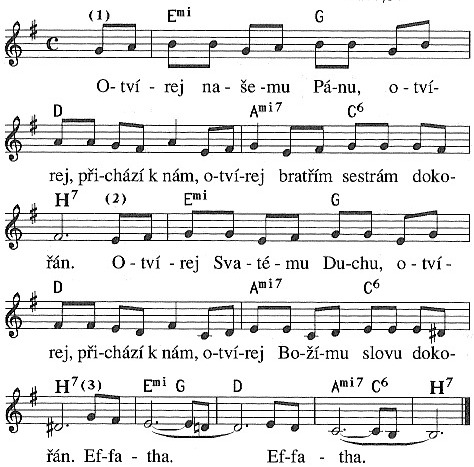 (1) Emi G
O-tví - rej na-še-mu Pá-nu, o-tví-
D Ami7 C6
rej, při-chází k nám, o-tví-rej bratřím sestrám doko-
H7 (2) Emi G
řán. O-tví-rej Sva-té-mu Du-chu, o-tví-
D Ami7 C6
rej, při-chází k nám, o-tví-rej Bo-žímu slovu doko-
H7 (3) Emi G D Ami7 C6 H7
řán. Ef-fa-tha. Ef-fa-tha.